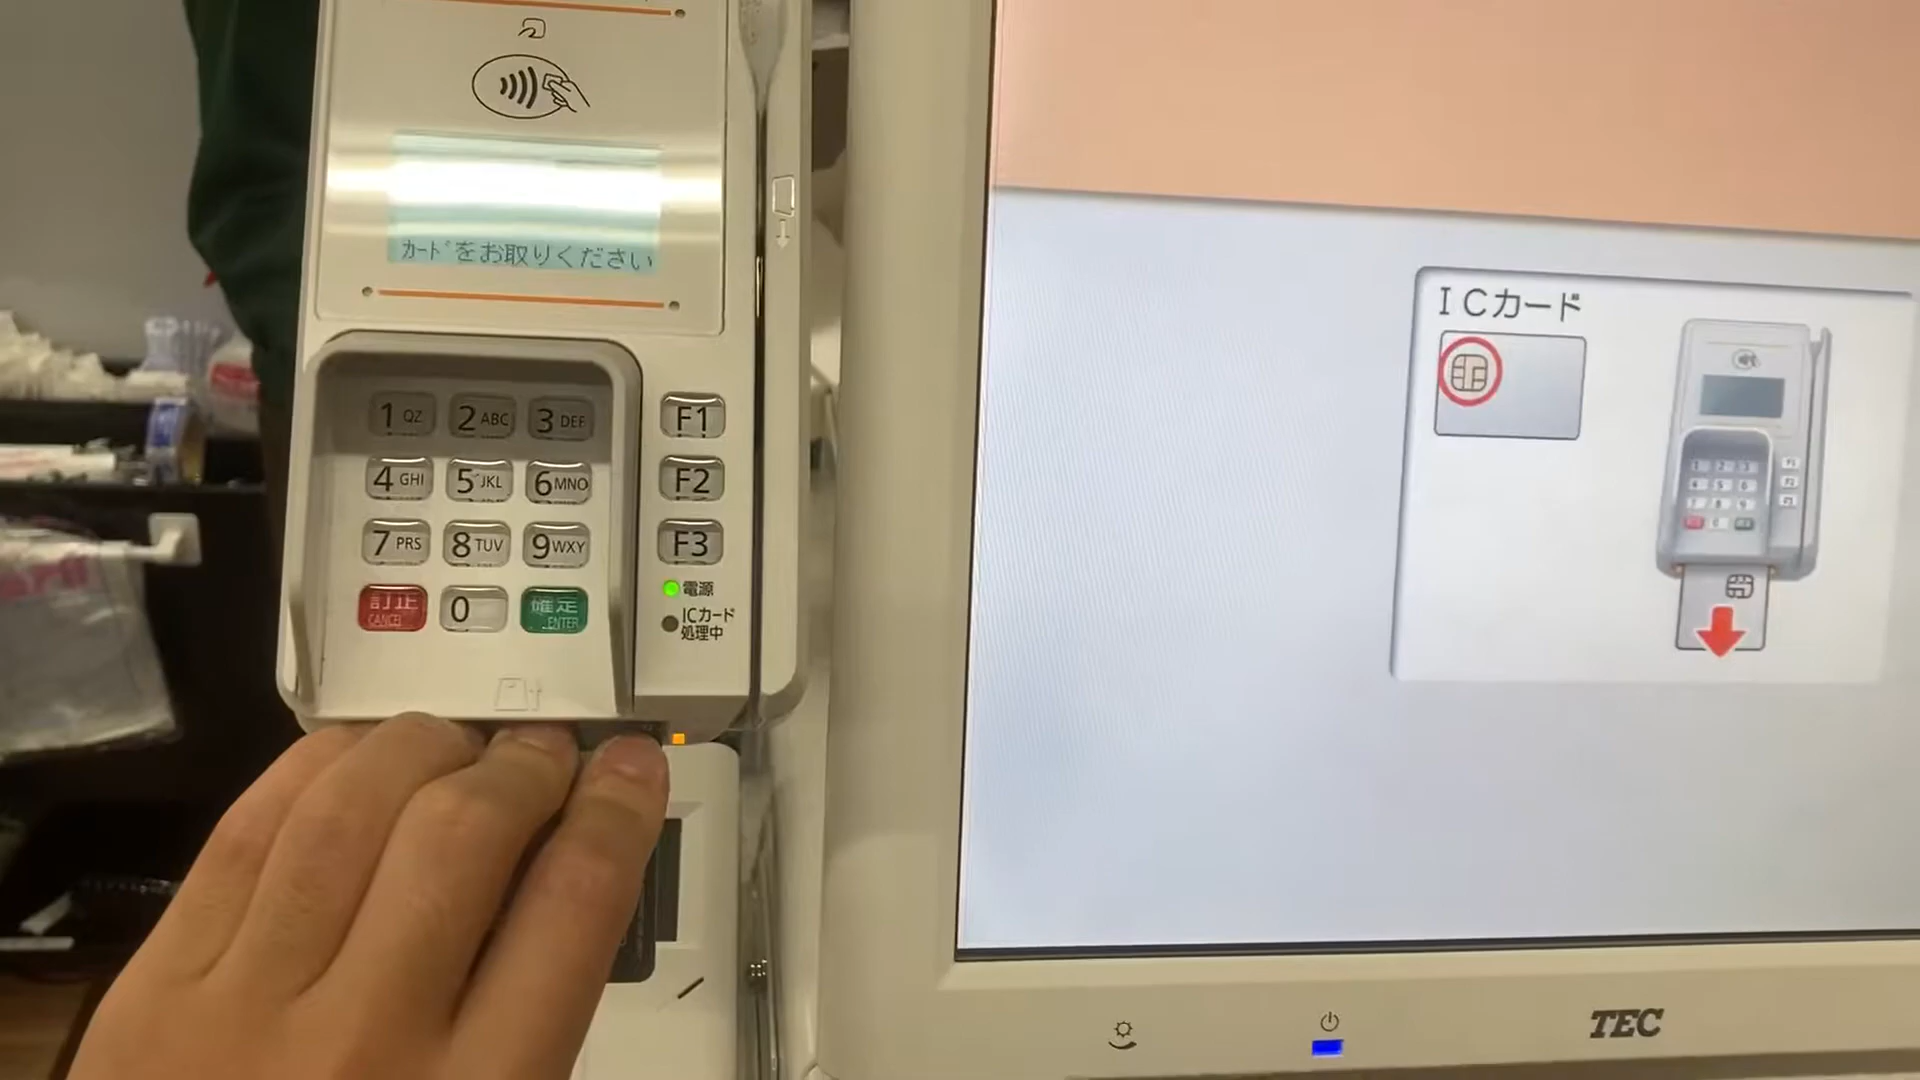 ｶｰﾄﾞをお取りください
1 QZ
2 ABC
3 DEF
F1
4 GHI
5 JKL
6 MNO
F2
7 PRS
8 TUV
9 WXY
F3
訂正
CANCEL
0
確定
ENTER
電源
ICカード
処理中
ＩＣカード
TEC